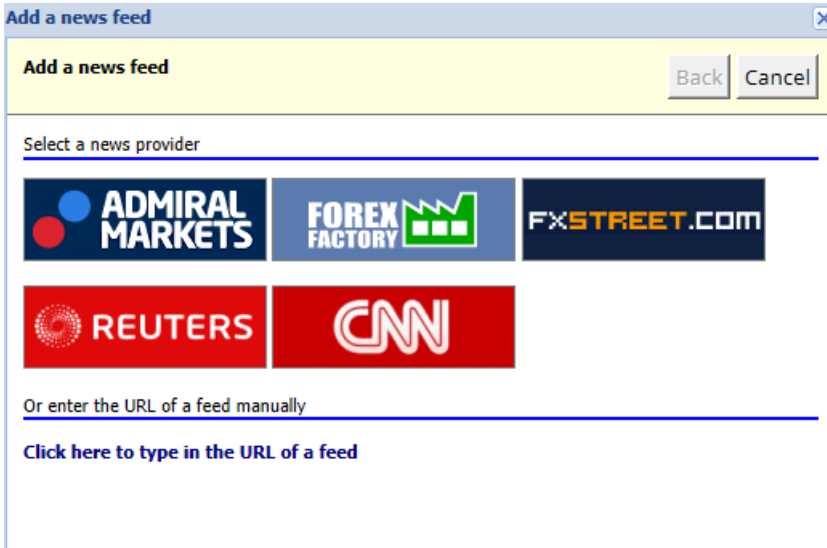 Add a news feed
Add a news feed
Back Cancel
Select a news provider
ADMIRAL
MARKETS
FOREX
FACTORY
FXSTREET.COM
REUTERS
CNN
Or enter the URL of a feed manually
Click here to type in the URL of a feed